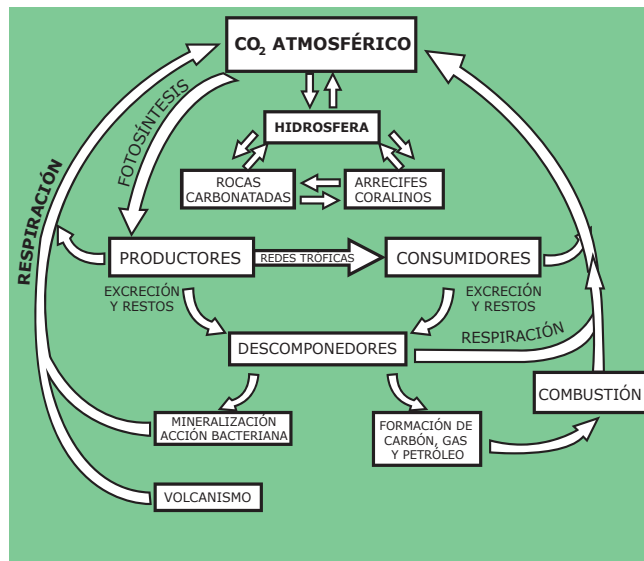 CO₂ ATMOSFÉRICO
FOTOSÍNTESIS
HIDROSFERA
RESPIRACIÓN
ROCAS
CARBONATADAS
ARRECIFES
CORALINOS
PRODUCTORES
REDES TRÓFICAS
CONSUMIDORES
EXCRECIÓN
Y RESTOS
EXCRECIÓN
Y RESTOS
RESPIRACIÓN
DESCOMPONEDORES
COMBUSTIÓN
MINERALIZACIÓN
ACCIÓN BACTERIANA
FORMACIÓN DE
CARBÓN, GAS
Y PETRÓLEO
VOLCANISMO